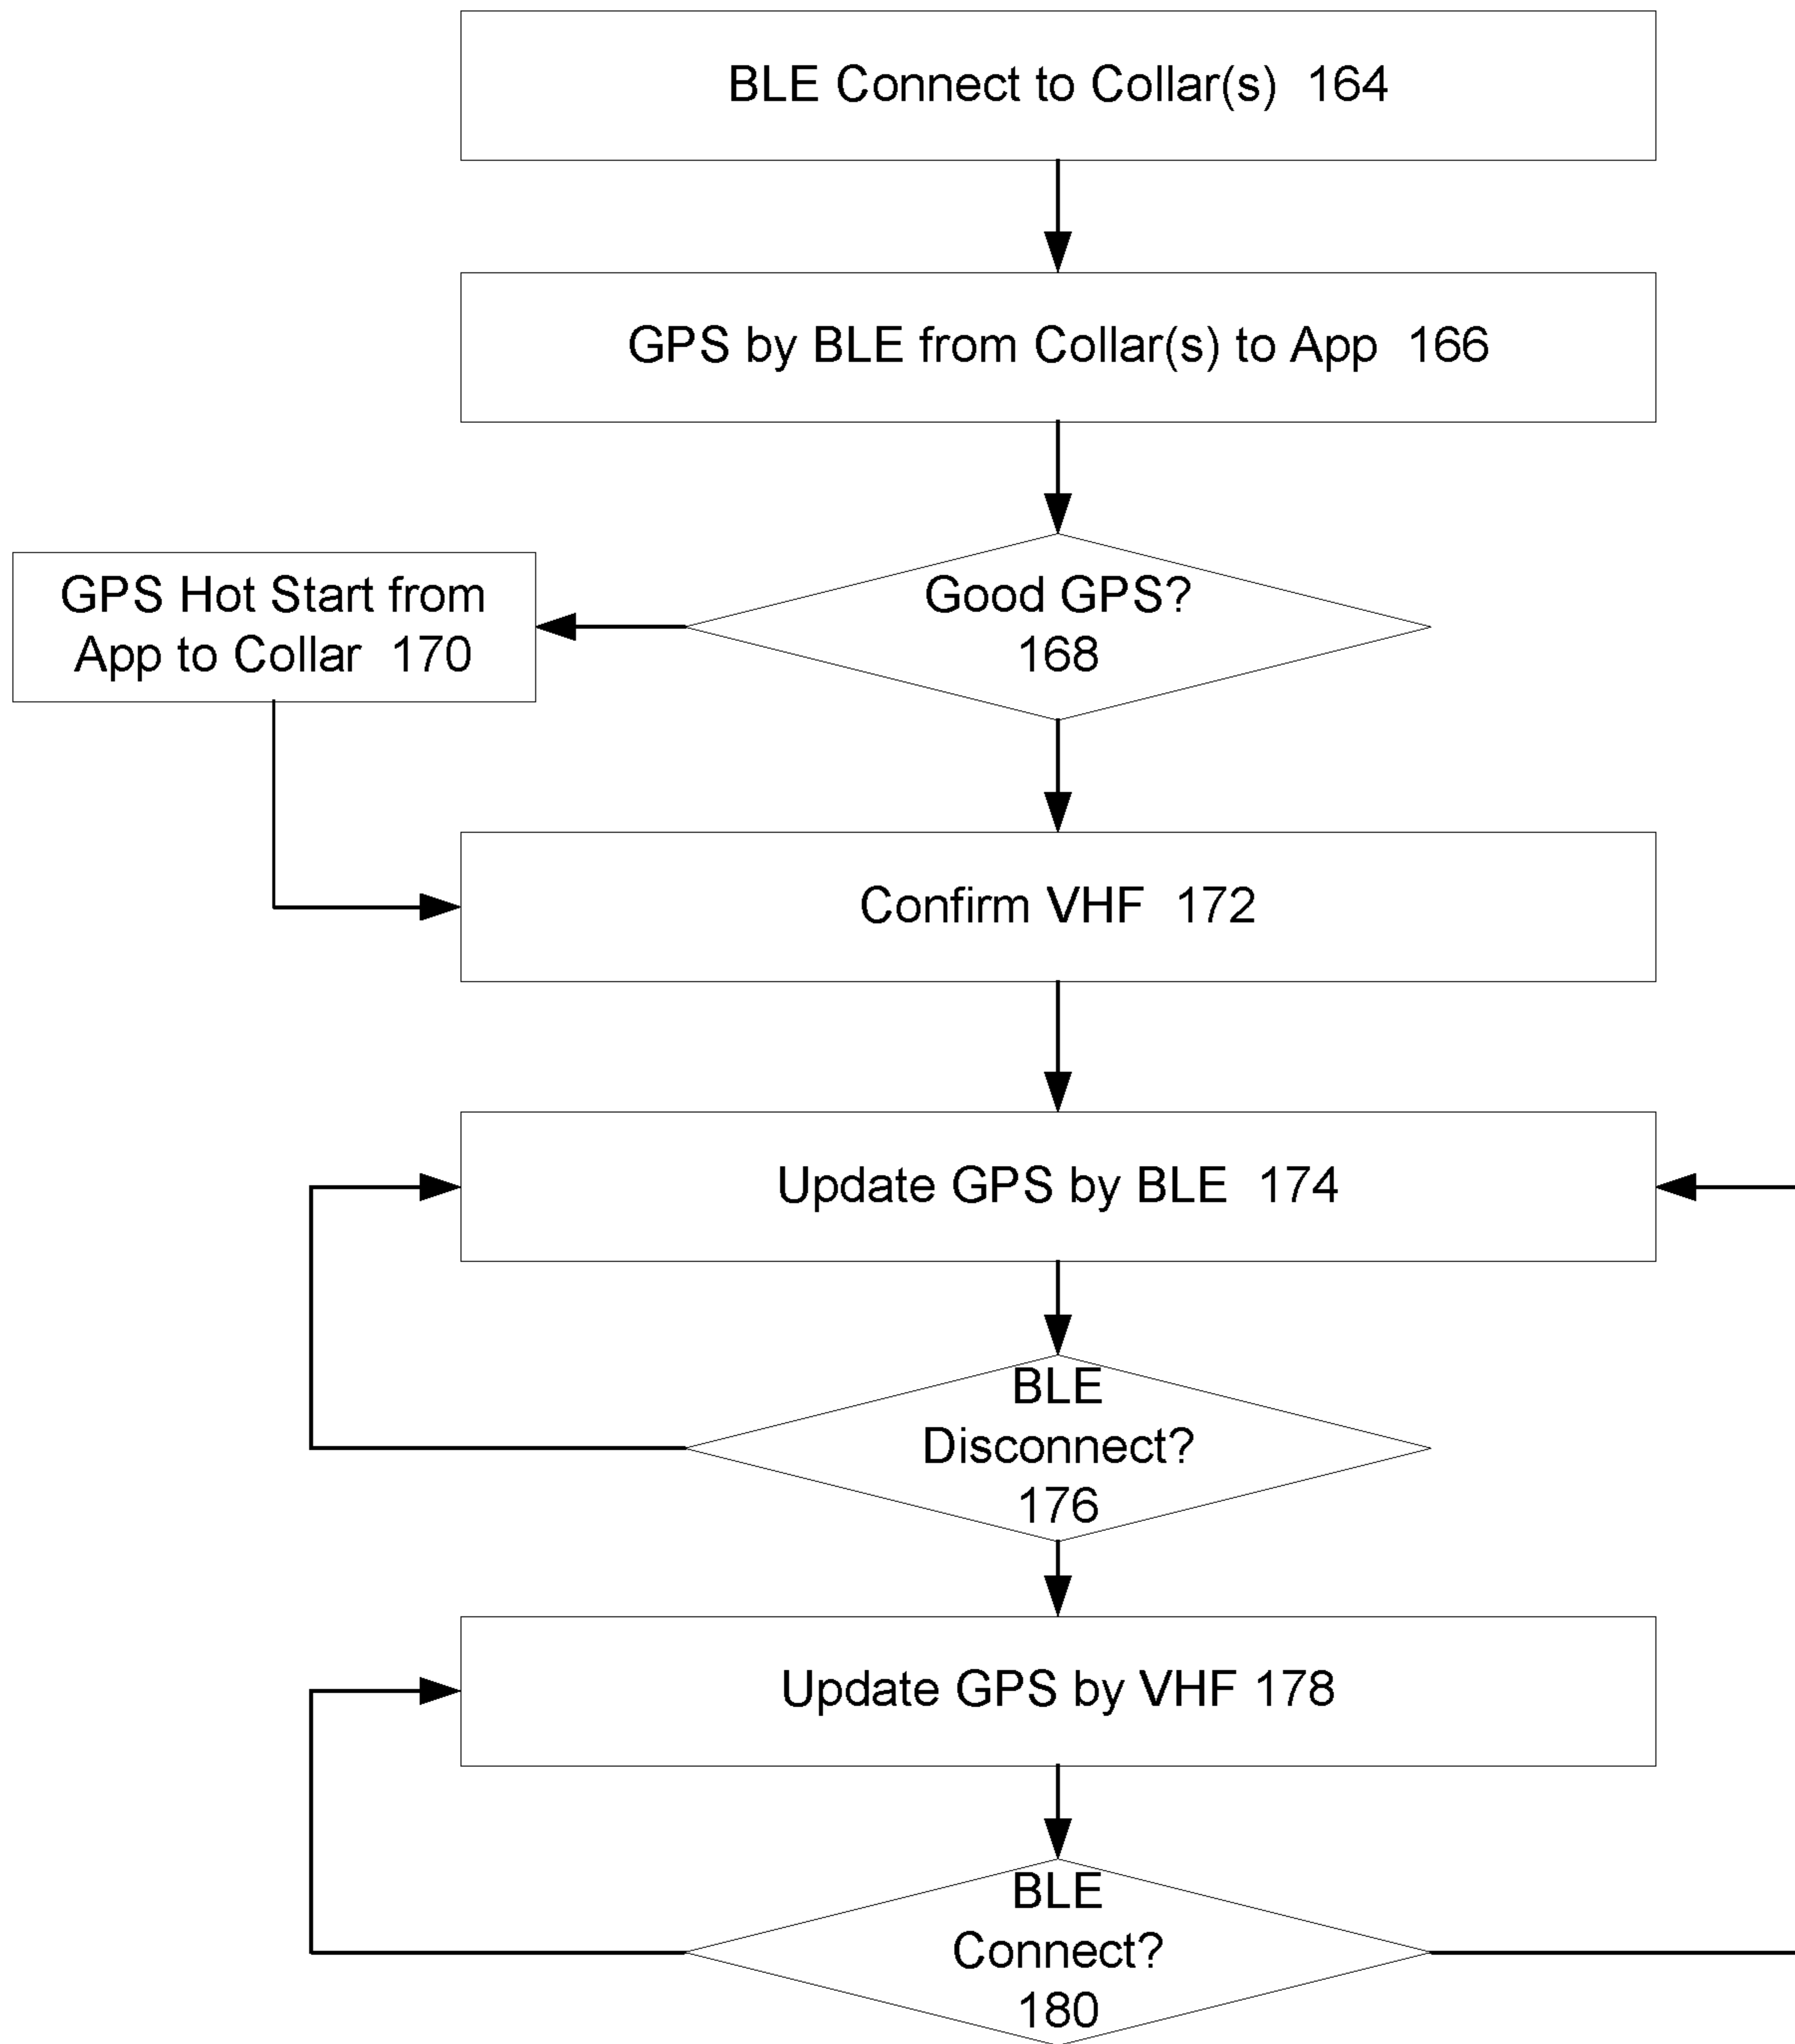 BLE Connect to Collar(s) 164
GPS by BLE from Collar(s) to App 166
Good GPS?
168
GPS Hot Start from
App to Collar 170
Confirm VHF 172
Update GPS by BLE 174
BLE
Disconnect?
176
Update GPS by VHF 178
BLE
Connect?
180